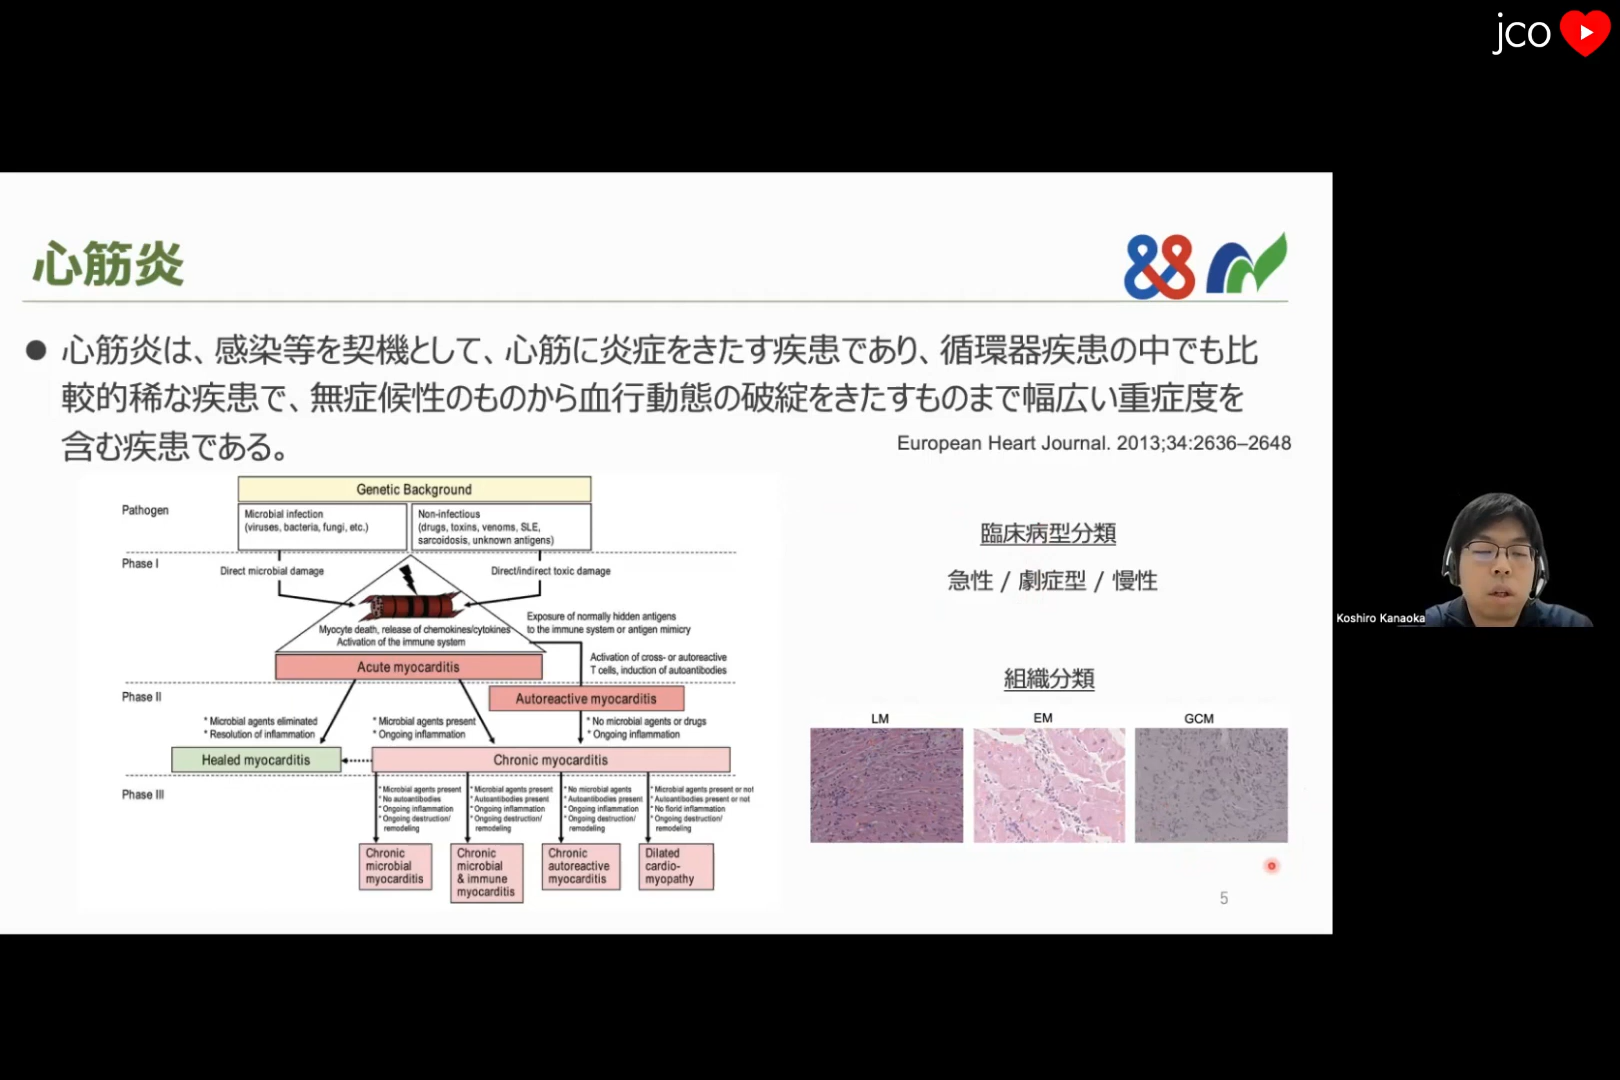 jco
心筋炎
● 心筋炎は、感染等を契機として、心筋に炎症をきたす疾患であり、循環器疾患の中でも比
較的稀な疾患で、無症候性のものから血行動態の破綻をきたすものまで幅広い重症度を
含む疾患である。
European Heart Journal. 2013;34:2636–2648
Genetic Background
Pathogen
Microbial infection
(viruses, bacteria, fungi, etc.)
Non-infectious
(drugs, toxins, venoms, SLE,
sarcoidosis, unknown antigens)
Phase I
Direct microbial damage
Direct/indirect toxic damage
Myocyte death, release of chemokines/cytokines
Activation of the immune system
Exposure of normally hidden antigens
to the immune system or antigen mimicry
Acute myocarditis
Activation of cross- or autoreactive
T cells, induction of autoantibodies
Phase II
Autoreactive myocarditis
* Microbial agents eliminated
* Resolution of inflammation
* Microbial agents present
* Ongoing inflammation
* No microbial agents or drugs
* Ongoing inflammation
Healed myocarditis
Chronic myocarditis
Phase III
* Microbial agents present
* No autoantibodies
* Ongoing inflammation
* Ongoing destruction/
remodeling
* Microbial agents present
* Autoantibodies present
* Ongoing inflammation
* Ongoing destruction/
remodeling
* No microbial agents
* Autoantibodies present
* Ongoing inflammation
* Ongoing destruction/
remodeling
* Microbial agents present or not
* Autoantibodies present or not
* No florid inflammation
* Ongoing destruction/
remodeling
Chronic
microbial
myocarditis
Chronic
microbial
& immune
myocarditis
Chronic
autoreactive
myocarditis
Dilated
cardio-
myopathy
臨床病型分類
急性 / 劇症型 / 慢性
組織分類
LM
EM
GCM
5
Koshiro Kanaoka